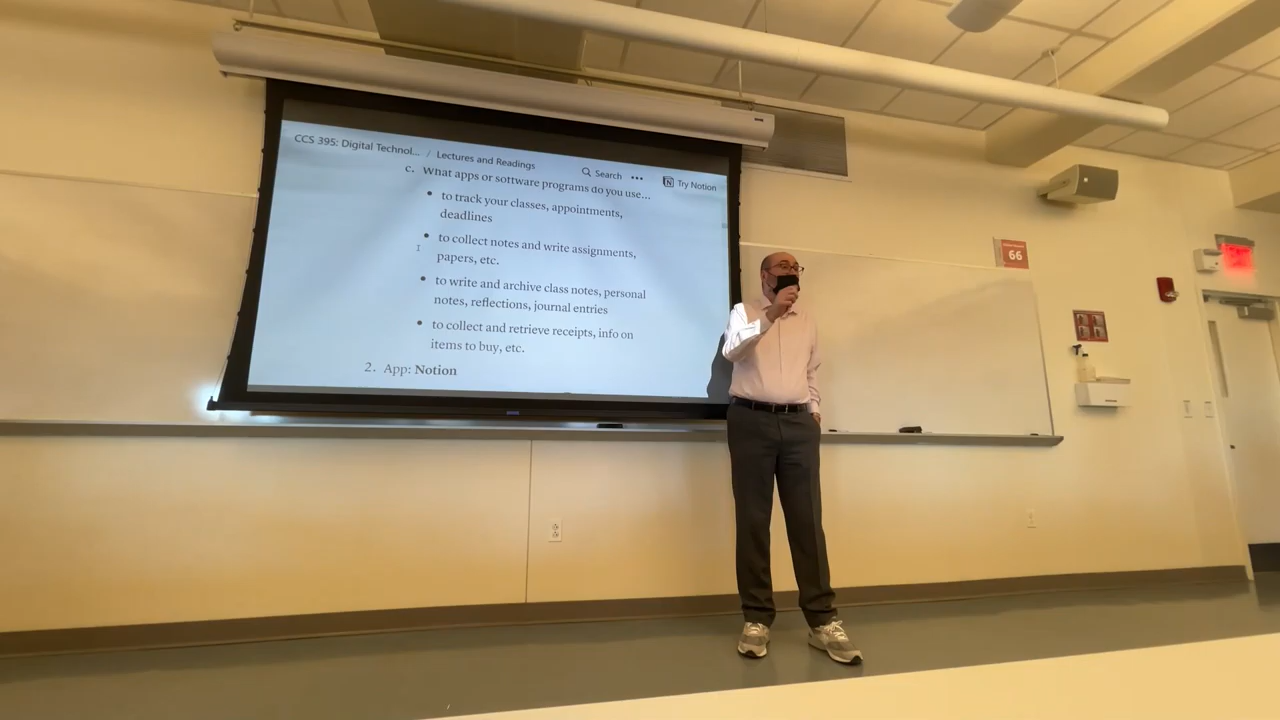 CCS 395: Digital Technol... / Lectures and Readings
Search ••• Try Notion
c. What apps or software programs do you use...
• to track your classes, appointments,
deadlines
• to collect notes and write assignments,
papers, etc.
• to write and archive class notes, personal
notes, reflections, journal entries
• to collect and retrieve receipts, info on
items to buy, etc.
2. App: Notion
66